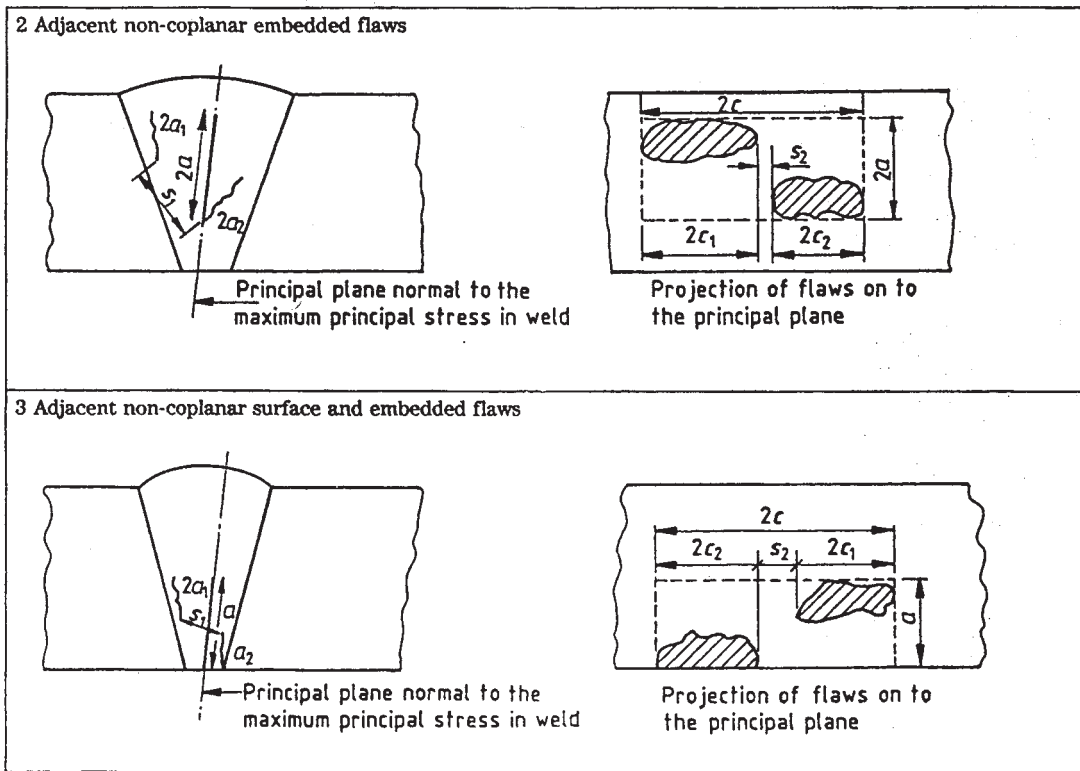 2 Adjacent non-coplanar embedded flaws
2a₁
2a
s₁
2a₂
Principal plane normal to the
maximum principal stress in weld
2c
s₂
2a
2c₁
2c₂
Projection of flaws on to
the principal plane
3 Adjacent non-coplanar surface and embedded flaws
2a₁
s₁
a
a₂
Principal plane normal to the
maximum principal stress in weld
2c
2c₂ s₂ 2c₁
a
Projection of flaws on to
the principal plane